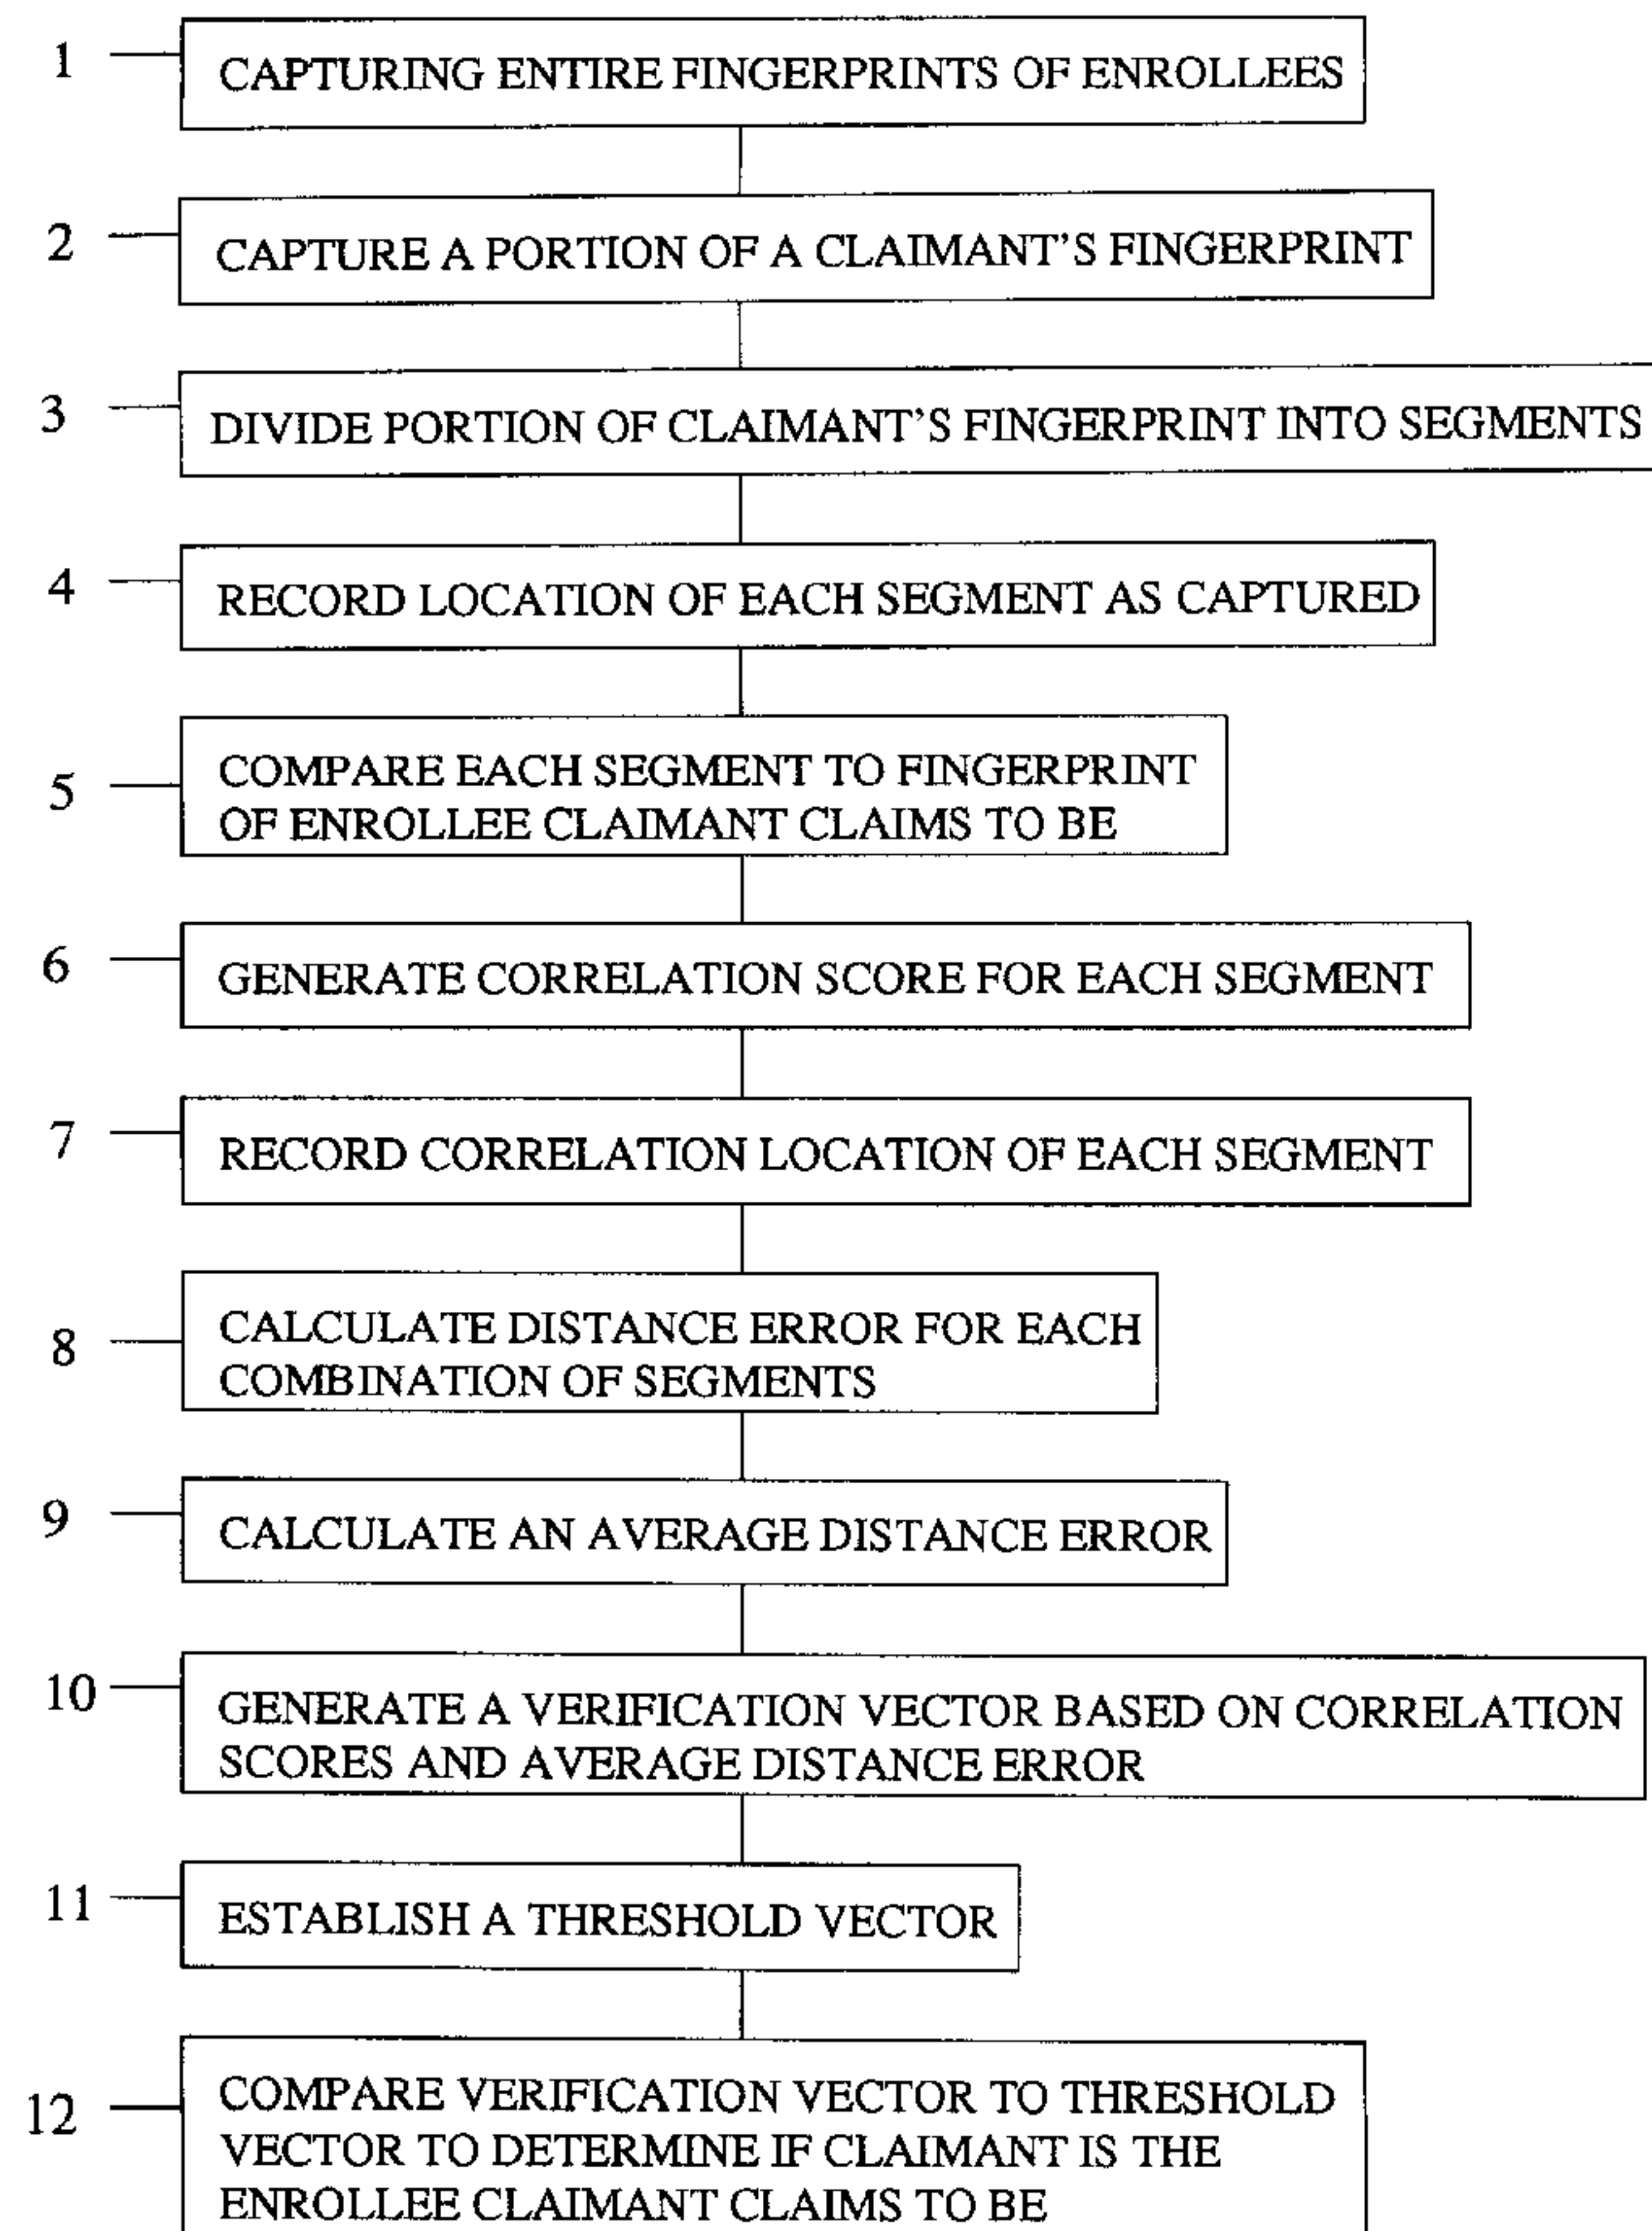 1 CAPTURING ENTIRE FINGERPRINTS OF ENROLLEES
2 CAPTURE A PORTION OF A CLAIMANT'S FINGERPRINT
3 DIVIDE PORTION OF CLAIMANT'S FINGERPRINT INTO SEGMENTS
4 RECORD LOCATION OF EACH SEGMENT AS CAPTURED
5 COMPARE EACH SEGMENT TO FINGERPRINT
OF ENROLLEE CLAIMANT CLAIMS TO BE
6 GENERATE CORRELATION SCORE FOR EACH SEGMENT
7 RECORD CORRELATION LOCATION OF EACH SEGMENT
8 CALCULATE DISTANCE ERROR FOR EACH
COMBINATION OF SEGMENTS
9 CALCULATE AN AVERAGE DISTANCE ERROR
10 GENERATE A VERIFICATION VECTOR BASED ON CORRELATION
SCORES AND AVERAGE DISTANCE ERROR
11 ESTABLISH A THRESHOLD VECTOR
12 COMPARE VERIFICATION VECTOR TO THRESHOLD
VECTOR TO DETERMINE IF CLAIMANT IS THE
ENROLLEE CLAIMANT CLAIMS TO BE